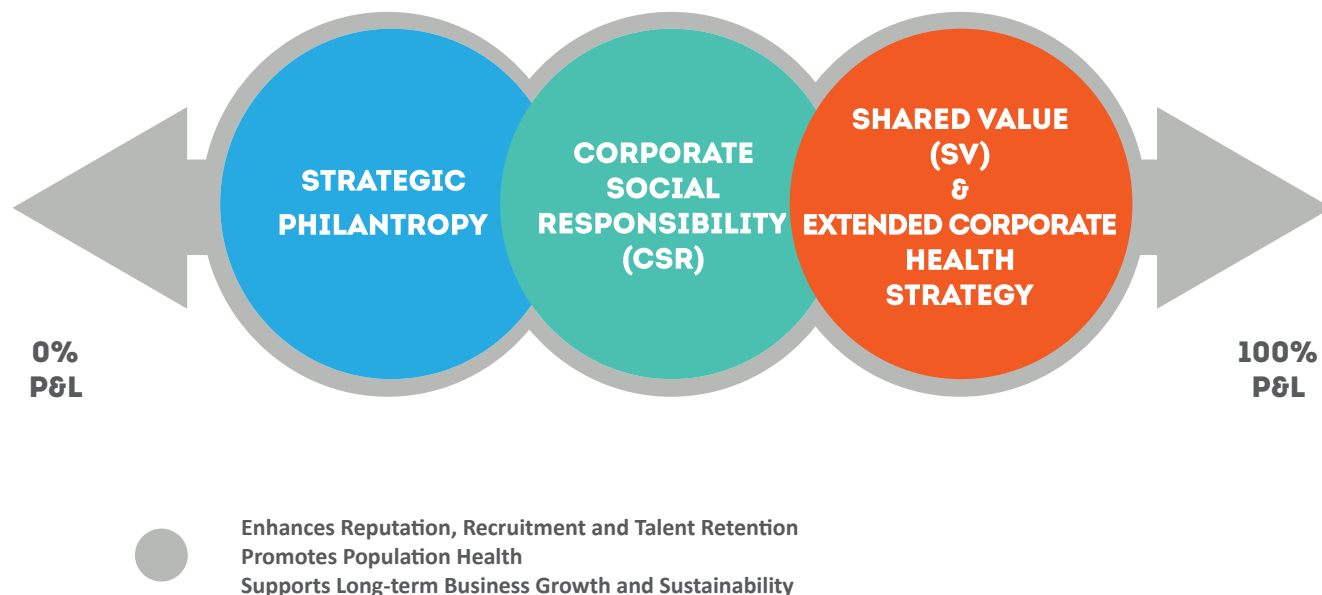 STRATEGIC
PHILANTROPY
CORPORATE
SOCIAL
RESPONSIBILITY
(CSR)
SHARED VALUE
(SV)
&
EXTENDED CORPORATE
HEALTH
STRATEGY
0%
P&L
100%
P&L
Enhances Reputation, Recruitment and Talent Retention
Promotes Population Health
Supports Long-term Business Growth and Sustainability